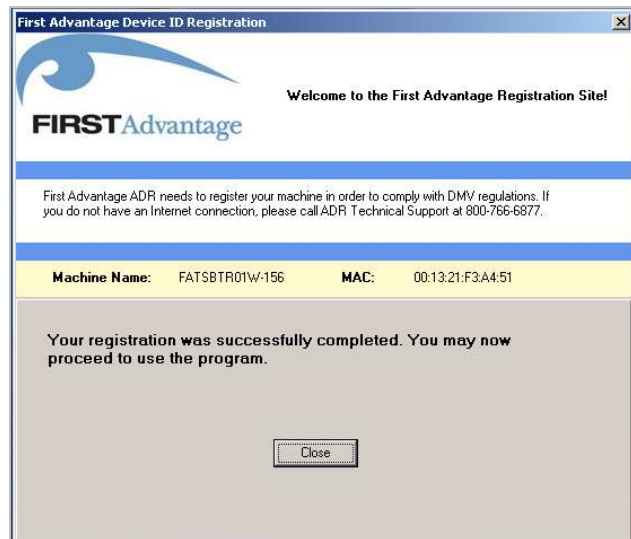 First Advantage Device ID Registration
Welcome to the First Advantage Registration Site!
FIRSTAdvantage
First Advantage ADR needs to register your machine in order to comply with DMV regulations. If
you do not have an Internet connection, please call ADR Technical Support at 800-766-6877.
Machine Name: FATSBTR01W-156 MAC: 00:13:21:F3:A4:51
Your registration was successfully completed. You may now
proceed to use the program.
Close